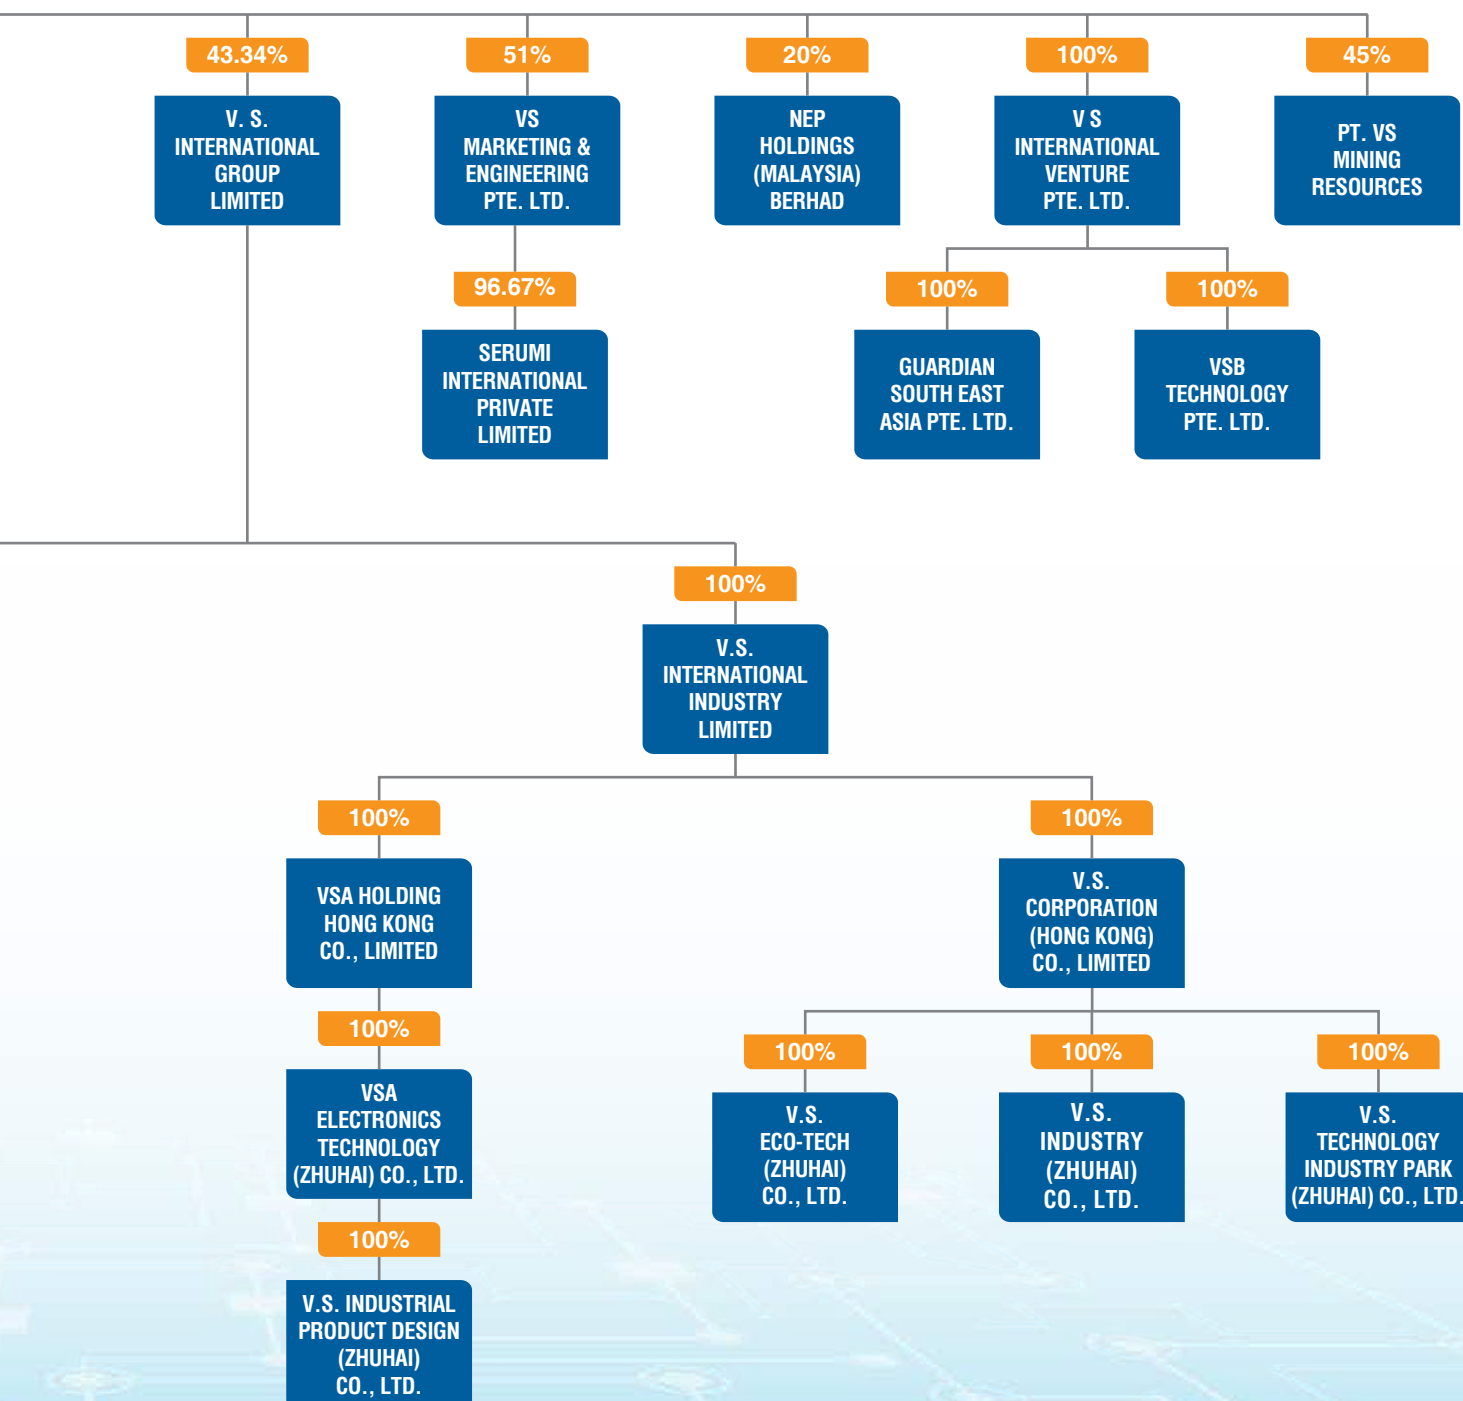 43.34%
51%
20%
100%
45%
V. S.
INTERNATIONAL
GROUP
LIMITED
VS
MARKETING &
ENGINEERING
PTE. LTD.
NEP
HOLDINGS
(MALAYSIA)
BERHAD
V S
INTERNATIONAL
VENTURE
PTE. LTD.
PT. VS
MINING
RESOURCES
96.67%
100%
100%
SERUMI
INTERNATIONAL
PRIVATE
LIMITED
GUARDIAN
SOUTH EAST
ASIA PTE. LTD.
VSB
TECHNOLOGY
PTE. LTD.
100%
V.S.
INTERNATIONAL
INDUSTRY
LIMITED
100%
100%
VSA HOLDING
HONG KONG
CO., LIMITED
V.S.
CORPORATION
(HONG KONG)
CO., LIMITED
100%
VSA
ELECTRONICS
TECHNOLOGY
(ZHUHAI) CO., LTD.
100%
100%
100%
V.S.
ECO-TECH
(ZHUHAI)
CO., LTD.
V.S.
INDUSTRY
(ZHUHAI)
CO., LTD.
V.S.
TECHNOLOGY
INDUSTRY PARK
(ZHUHAI) CO., LTD.
100%
V.S. INDUSTRIAL
PRODUCT DESIGN
(ZHUHAI)
CO., LTD.